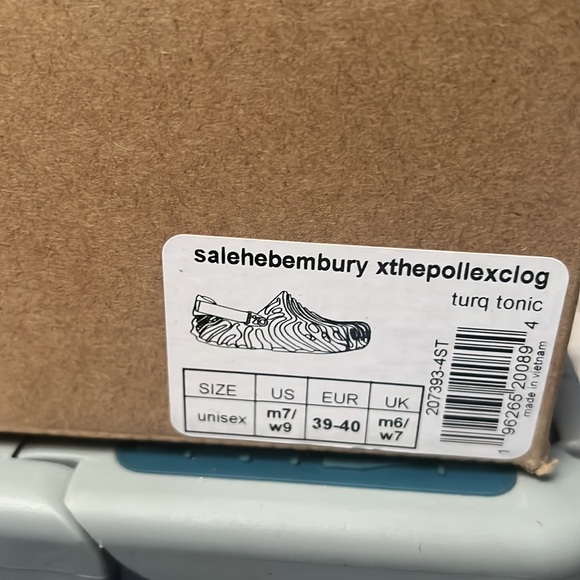 salehebembury xthepollexclog
turq tonic
SIZE US EUR UK
unisex m7/w9 39-40 m6/w7
207393-4ST
1 96265 20089 4
made in vietnam